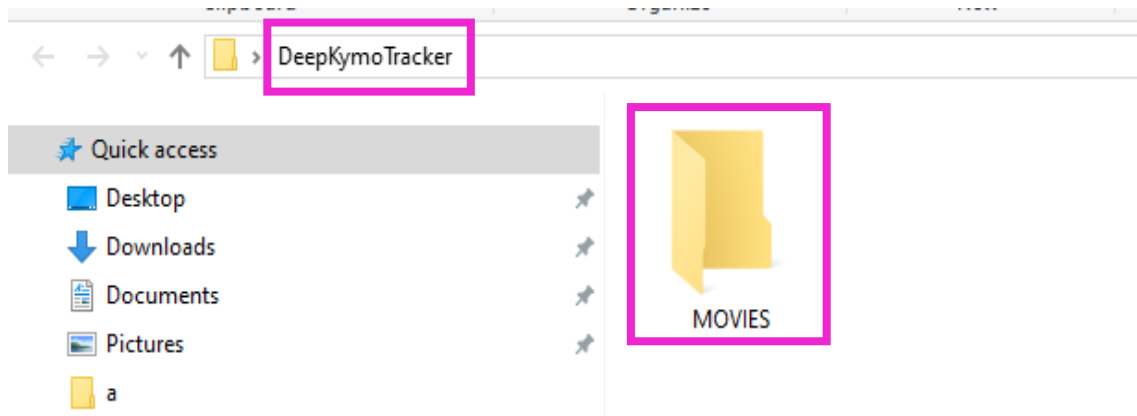 DeepKymoTracker
Quick access
Desktop
Downloads
Documents
Pictures
a
MOVIES